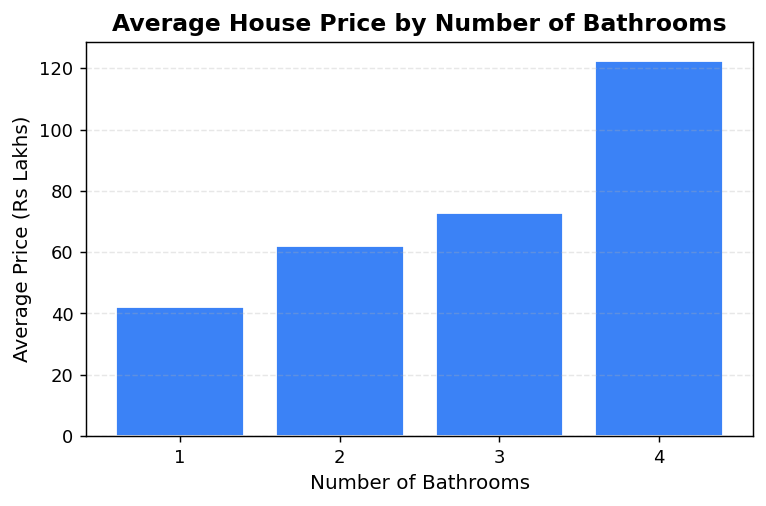 Average House Price by Number of Bathrooms
Average Price (Rs Lakhs)
120
100
80
60
40
20
0
1 2 3 4
Number of Bathrooms